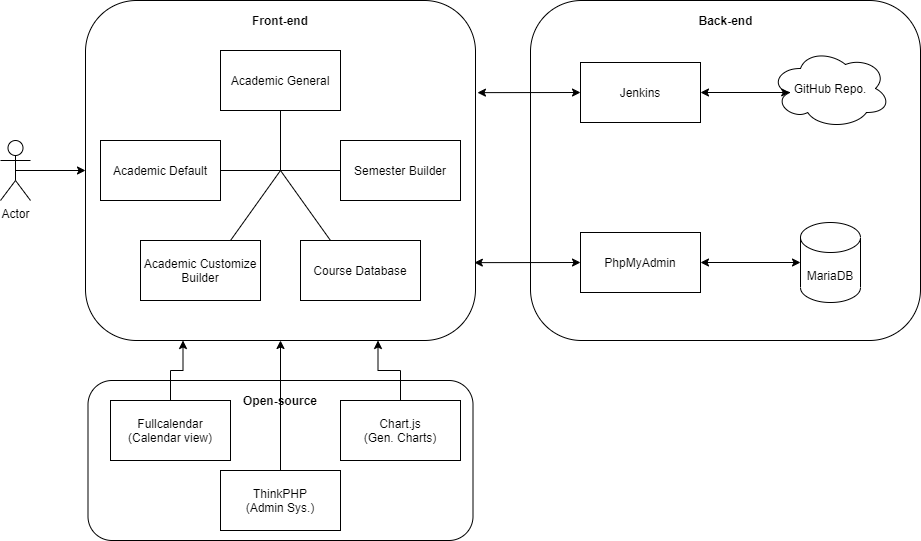 Front-end
Back-end
Academic General
Jenkins
GitHub Repo.
Academic Default
Semester Builder
Actor
Academic Customize
Builder
Course Database
PhpMyAdmin
MariaDB
Open-source
Fullcalendar
(Calendar view)
Chart.js
(Gen. Charts)
ThinkPHP
(Admin Sys.)